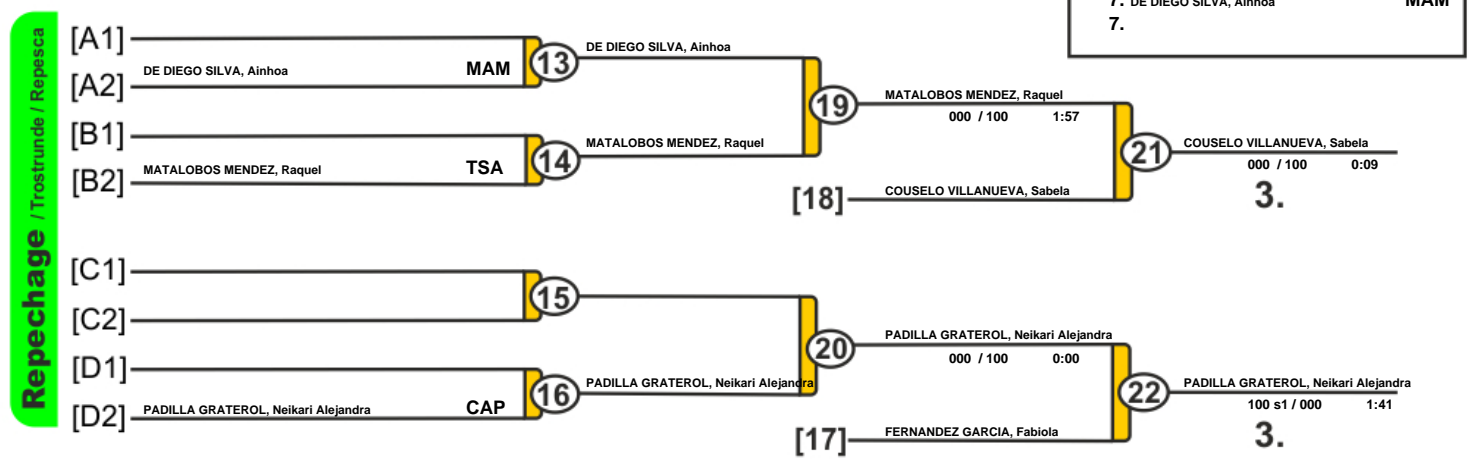 7. DE DIEGO SILVA, Ainhoa MAM
7.
Repechage / Trostrunde / Repesca
[A1]
DE DIEGO SILVA, Ainhoa MAM
[A2]
13
DE DIEGO SILVA, Ainhoa
[B1]
MATALOBOS MENDEZ, Raquel TSA
[B2]
14
MATALOBOS MENDEZ, Raquel
19
MATALOBOS MENDEZ, Raquel
000 / 100 1:57
[18]
COUSELO VILLANUEVA, Sabela
21
COUSELO VILLANUEVA, Sabela
000 / 100 0:09
3.
[C1]
[C2]
15
[D1]
PADILLA GRATEROL, Neikari Alejandra CAP
[D2]
16
PADILLA GRATEROL, Neikari Alejandra
20
PADILLA GRATEROL, Neikari Alejandra
000 / 100 0:00
[17]
FERNANDEZ GARCIA, Fabiola
22
PADILLA GRATEROL, Neikari Alejandra
100 s1 / 000 1:41
3.